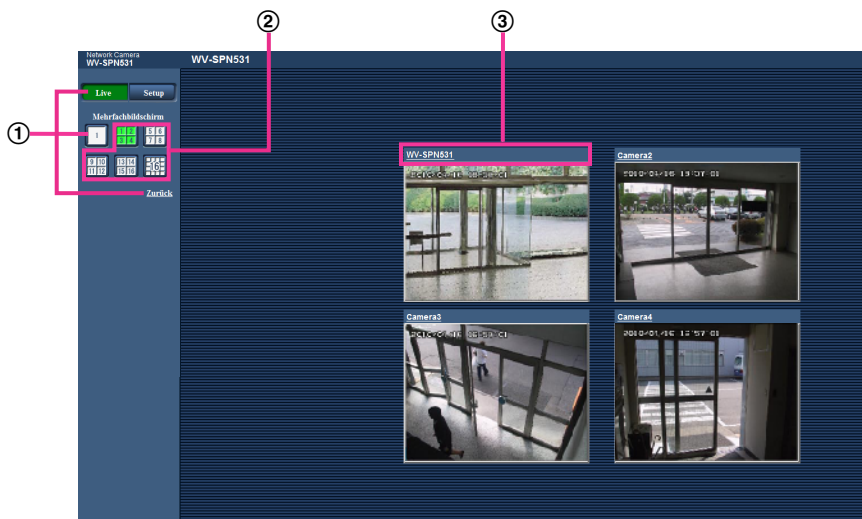 ② ③
Network Camera
WV-SPN531
WV-SPN531
Live Setup
Mehrfachbildschirm
①
1
1 2 5 6
3 4 7 8
9 10 13 14 16
11 12 15 16
Zurück
WV-SPN531
Camera2
Camera3
Camera4